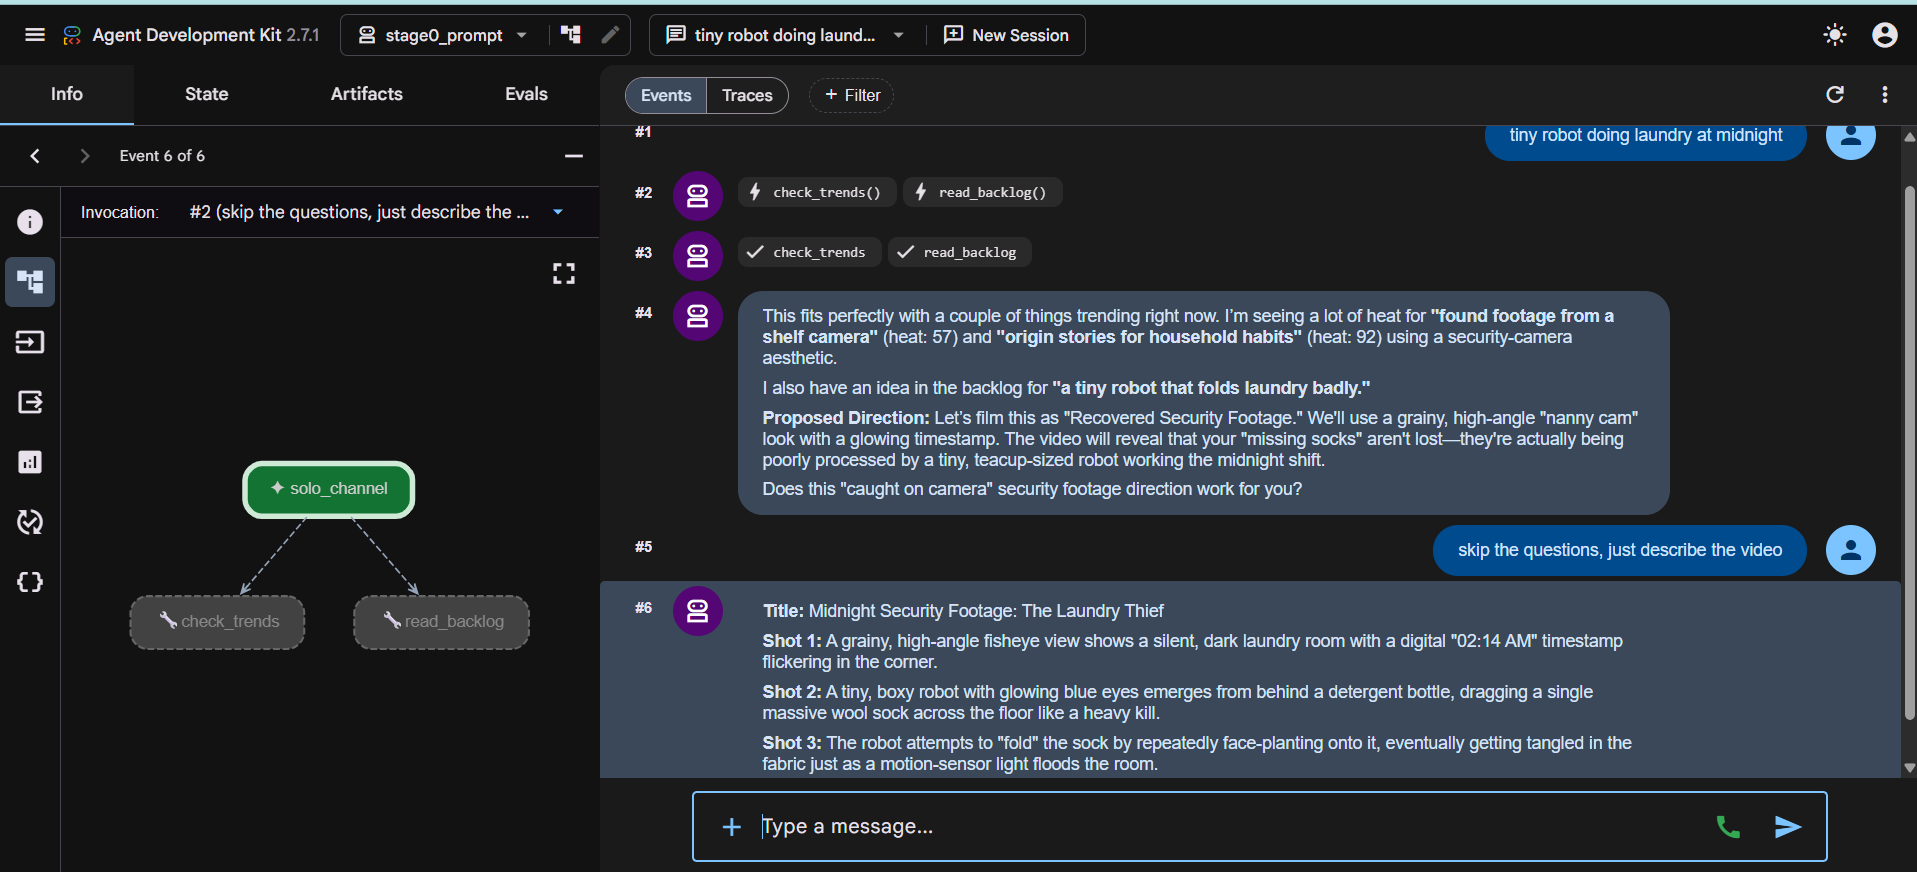 Agent Development Kit 2.7.1
stage0_prompt
tiny robot doing laund...
New Session
Info
State
Artifacts
Evals
Events
Traces
+ Filter
Event 6 of 6
Invocation:
#2 (skip the questions, just describe the ...
solo_channel
check_trends
read_backlog
#1
tiny robot doing laundry at midnight
#2
check_trends()
read_backlog()
#3
check_trends
read_backlog
#4
This fits perfectly with a couple of things trending right now. I'm seeing a lot of heat for "found footage from a
shelf camera" (heat: 57) and "origin stories for household habits" (heat: 92) using a security-camera
aesthetic.
I also have an idea in the backlog for "a tiny robot that folds laundry badly."
Proposed Direction: Let's film this as "Recovered Security Footage." We'll use a grainy, high-angle "nanny cam"
look with a glowing timestamp. The video will reveal that your "missing socks" aren't lost—they're actually being
poorly processed by a tiny, teacup-sized robot working the midnight shift.
Does this "caught on camera" security footage direction work for you?
#5
skip the questions, just describe the video
#6
Title: Midnight Security Footage: The Laundry Thief
Shot 1: A grainy, high-angle fisheye view shows a silent, dark laundry room with a digital "02:14 AM" timestamp
flickering in the corner.
Shot 2: A tiny, boxy robot with glowing blue eyes emerges from behind a detergent bottle, dragging a single
massive wool sock across the floor like a heavy kill.
Shot 3: The robot attempts to "fold" the sock by repeatedly face-planting onto it, eventually getting tangled in the
fabric just as a motion-sensor light floods the room.
Type a message...